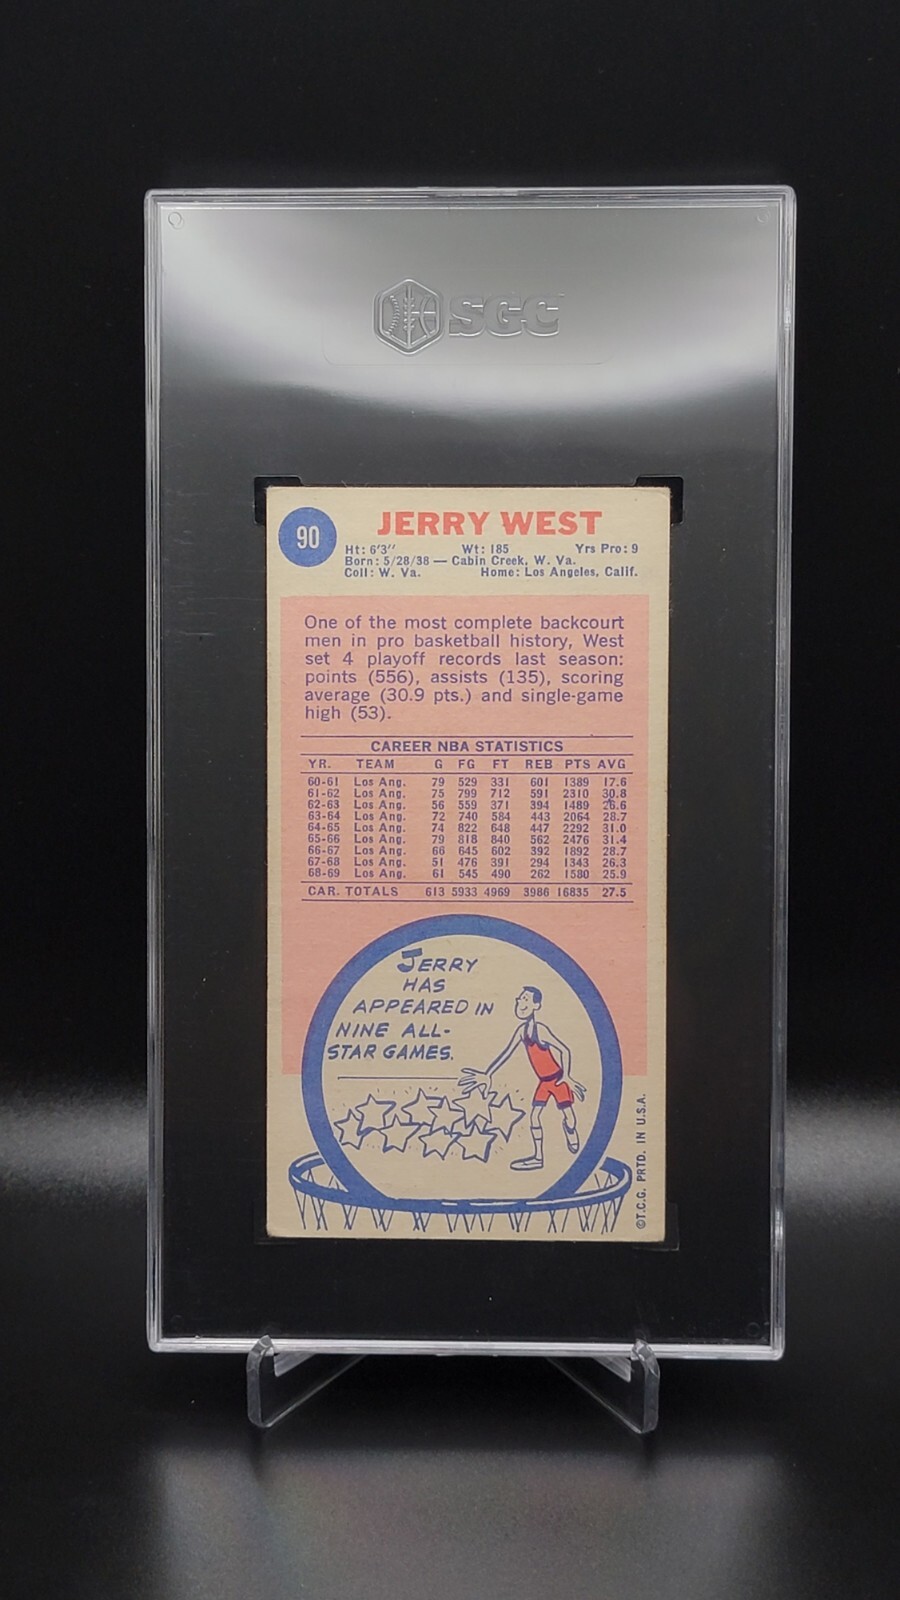 SGC
90
JERRY WEST
Ht: 6'3" Wt: 185 Yrs Pro: 9
Born: 5/28/38 — Cabin Creek, W. Va.
Coll: W. Va. Home: Los Angeles, Calif.
One of the most complete backcourt
men in pro basketball history, West
set 4 playoff records last season:
points (556), assists (135), scoring
average (30.9 pts.) and single-game
high (53).
CAREER NBA STATISTICS
YR. TEAM G FG FT REB PTS AVG
60-61 Los Ang. 79 529 331 601 1389 17.6
61-62 Los Ang. 75 799 712 591 2310 30.8
62-63 Los Ang. 56 559 371 394 1489 26.6
63-64 Los Ang. 72 740 584 443 2064 28.7
64-65 Los Ang. 74 822 648 447 2292 31.0
65-66 Los Ang. 79 818 840 562 2476 31.4
66-67 Los Ang. 66 645 602 392 1892 28.7
67-68 Los Ang. 51 476 391 294 1343 26.3
68-69 Los Ang. 61 545 490 262 1580 25.9
CAR. TOTALS 613 5933 4969 3986 16835 27.5
JERRY
HAS
APPEARED IN
NINE ALL-
STAR GAMES.
©T.C.G. PRTD. IN U.S.A.